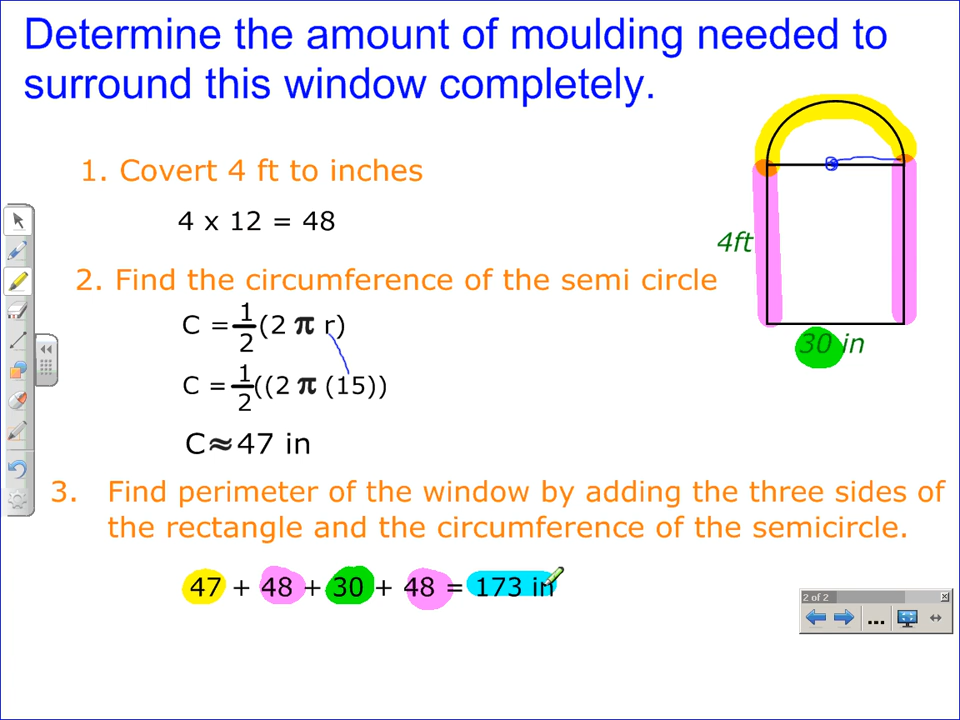 Determine the amount of moulding needed to
surround this window completely.
1. Covert 4 ft to inches
4 x 12 = 48
4ft
30 in
2. Find the circumference of the semi circle
C = 1/2 (2 π r)
C = 1/2 ((2 π (15))
C ≈ 47 in
3. Find perimeter of the window by adding the three sides of
the rectangle and the circumference of the semicircle.
47 + 48 + 30 + 48 = 173 in
2 of 2